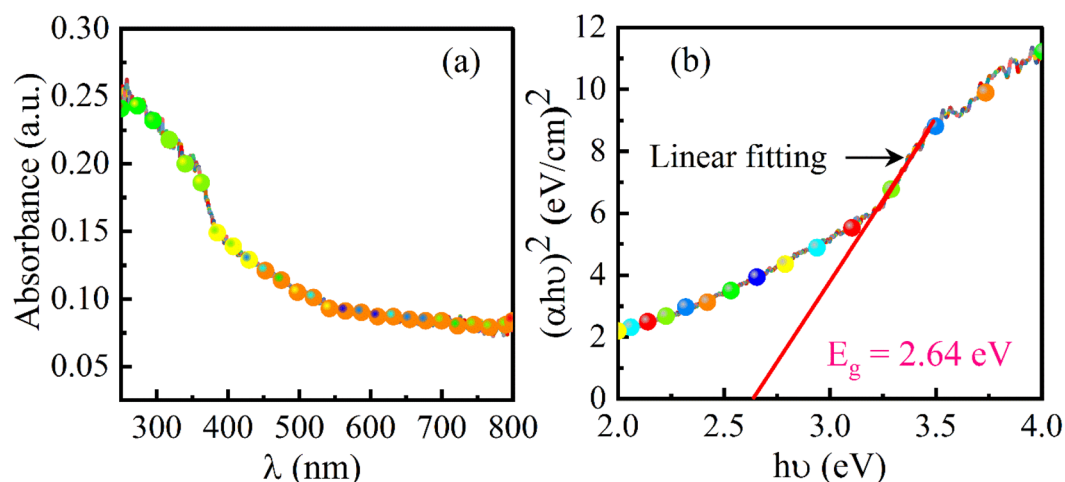 (a)
Absorbance (a.u.)
0.30
0.25
0.20
0.15
0.10
0.05
300 400 500 600 700 800
λ (nm)
(b)
(αhυ)² (eV/cm)²
12
10
8
6
4
2
0
Linear fitting
E_g = 2.64 eV
2.0 2.5 3.0 3.5 4.0
hυ (eV)